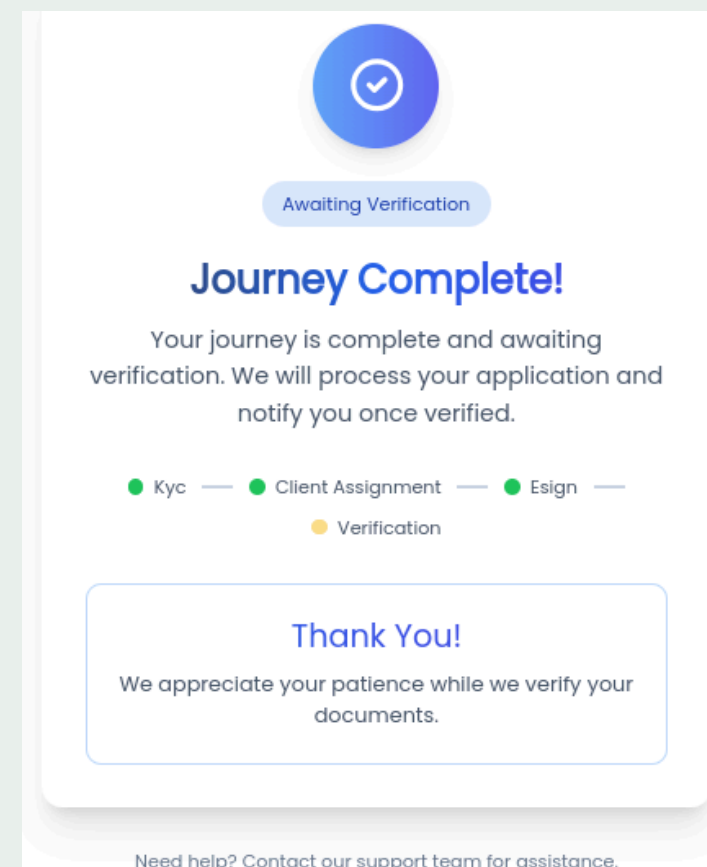 Awaiting Verification
Journey Complete!
Your journey is complete and awaiting
verification. We will process your application and
notify you once verified.
Kyc Client Assignment Esign
Verification
Thank You!
We appreciate your patience while we verify your
documents.
Need help? Contact our support team for assistance.